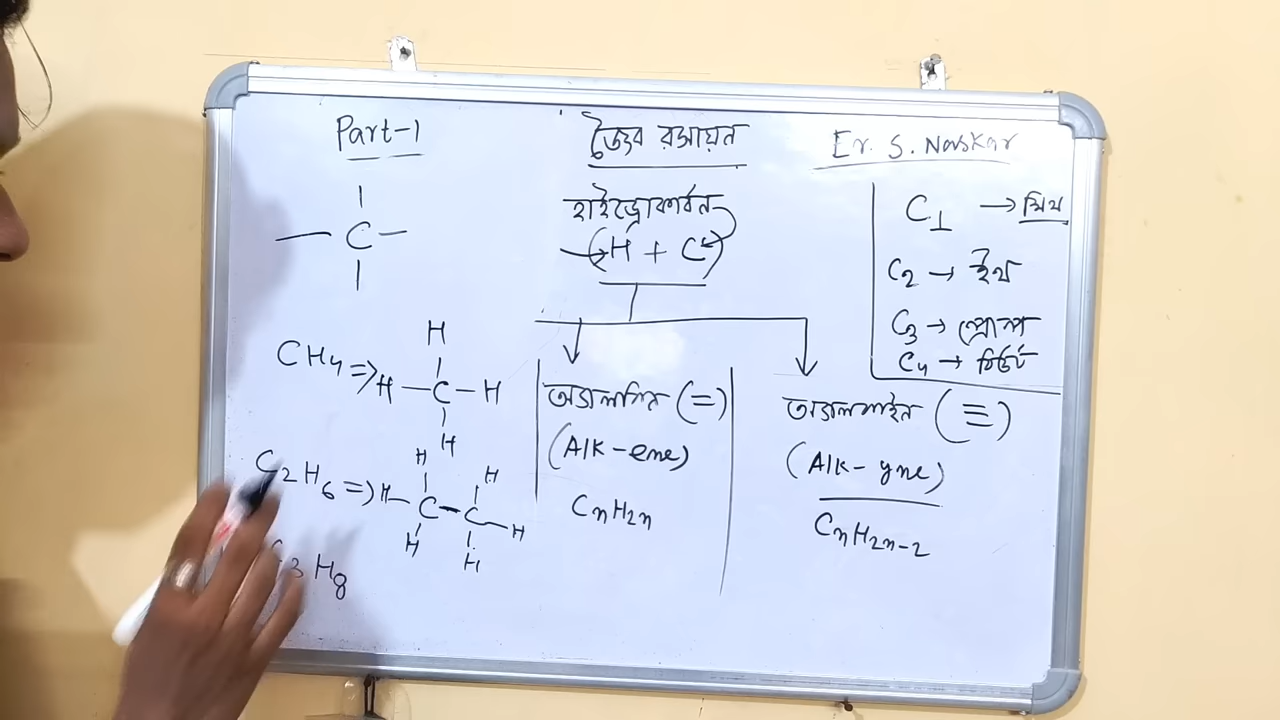 Part-1
জৈব রসায়ন
Er. S. Naskar
হাইড্রোকার্বন
(H + C)
C1 → মিথ
C2 → ইথ
C3 → প্রোপ
C4 → বিউট
C
CH4 ⇒
H
H — C — H
H
C2H6 ⇒
H H
H — C — C — H
H H
C3H8
অ্যালকিন (=)
(Alk-ene)
CnH2n
অ্যালকাইন (≡)
(Alk-yne)
CnH2n-2